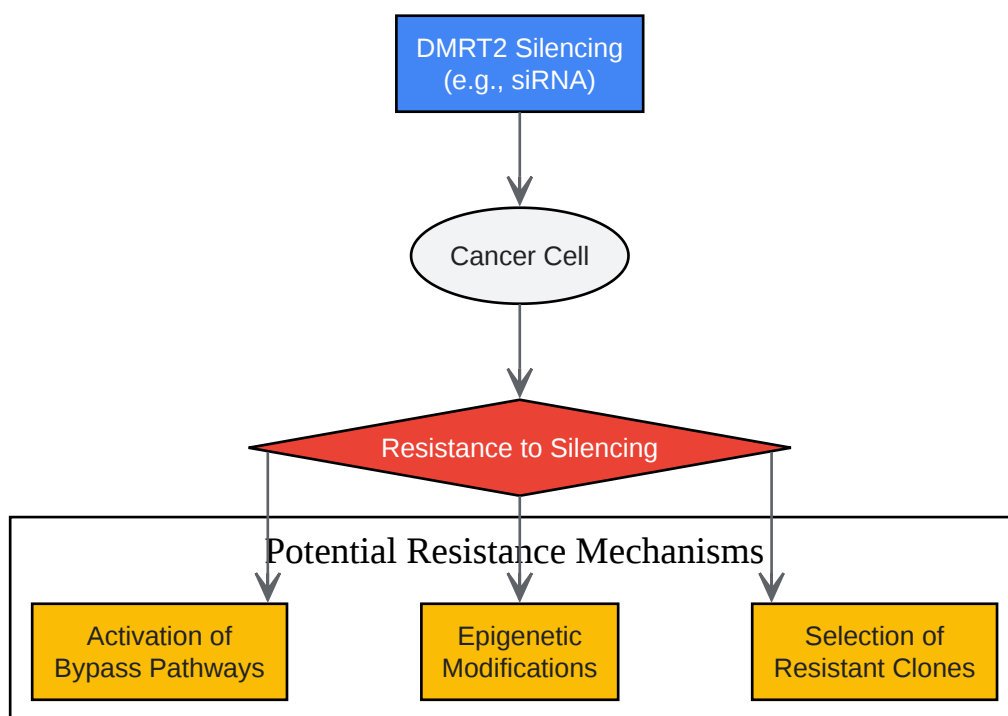 DMRT2 Silencing
(e.g., siRNA)
Cancer Cell
Resistance to Silencing
Potential Resistance Mechanisms
Activation of
Bypass Pathways
Epigenetic
Modifications
Selection of
Resistant Clones